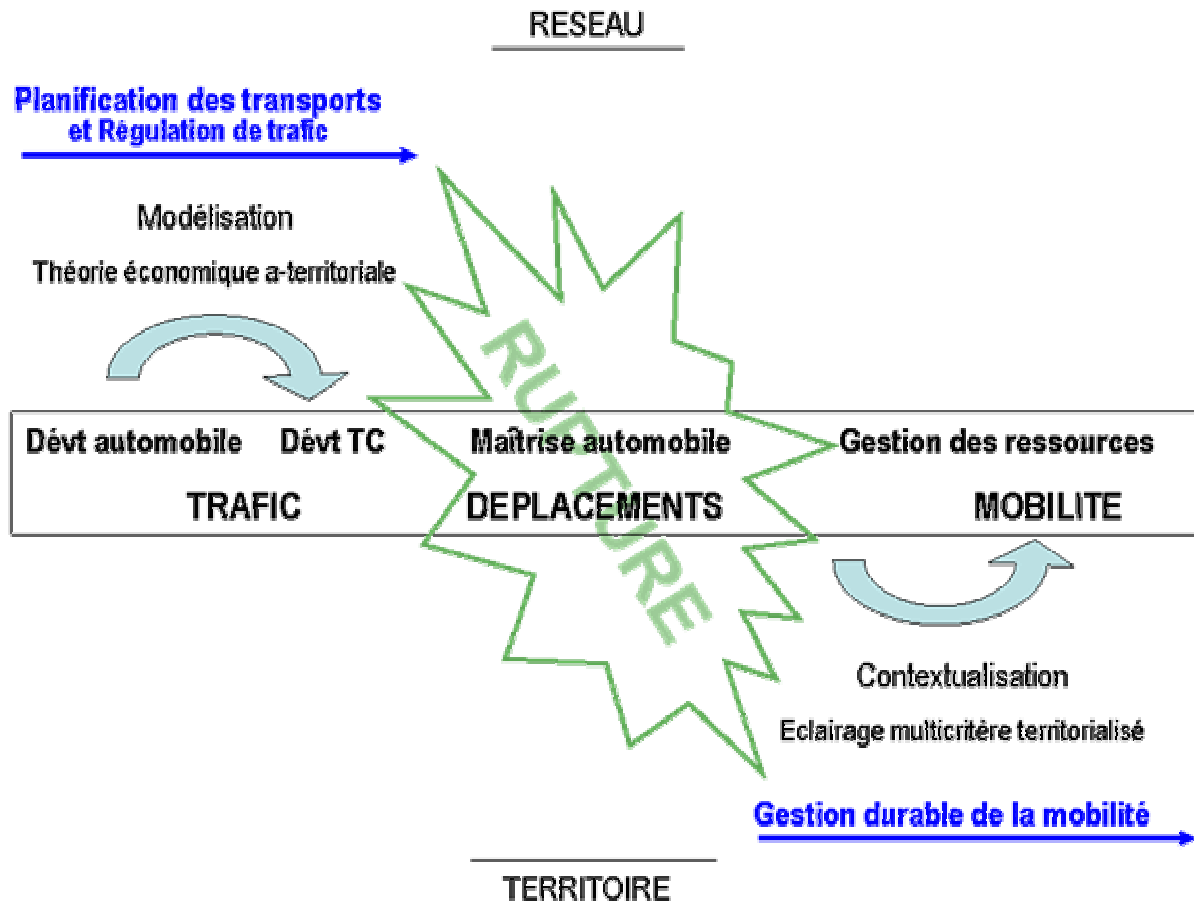 RESEAU
Planification des transports
et Régulation de trafic
Modélisation
Théorie économique a-territoriale
RUPTURE
Dévt automobile Dévt TC Maîtrise automobile Gestion des ressources
TRAFIC DEPLACEMENTS MOBILITE
Contextualisation
Eclairage multicritère territorialisé
Gestion durable de la mobilité
TERRITOIRE